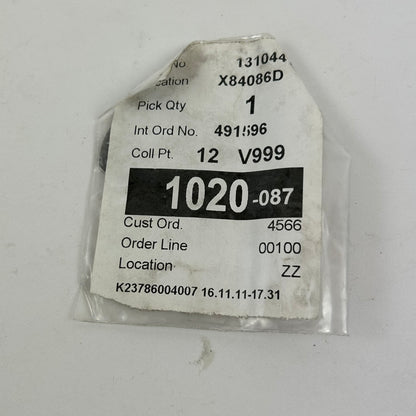 No 131044
cation X84086D
Pick Qty 1
Int Ord No. 491596
Coll Pt. 12 V999
1020-087
Cust Ord. 4566
Order Line 00100
Location ZZ
K23786004007 16.11.11-17.31